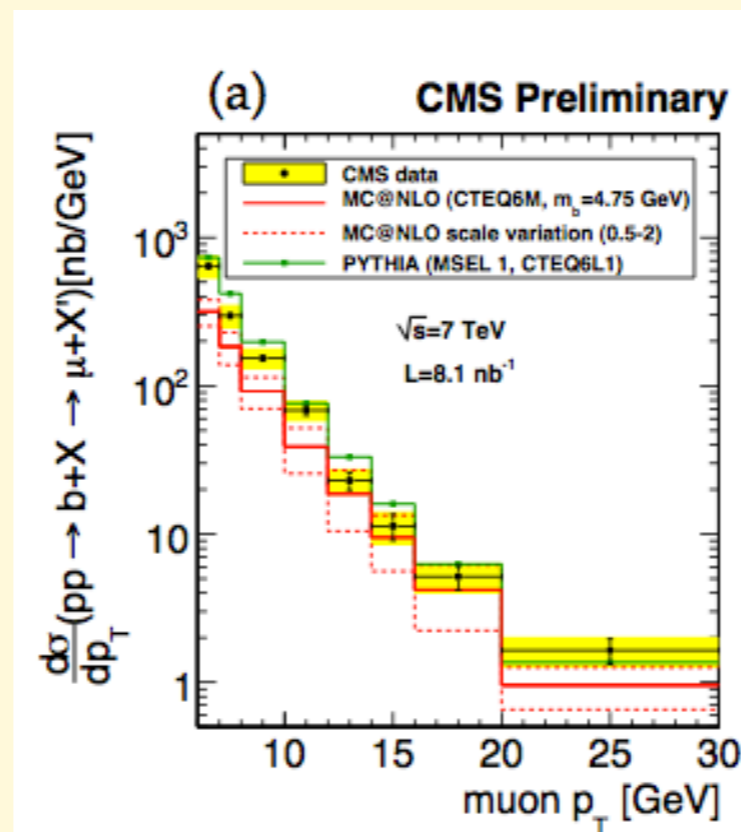 (a) CMS Preliminary
CMS data
MC@NLO (CTEQ6M, m_b=4.75 GeV)
MC@NLO scale variation (0.5-2)
PYTHIA (MSEL 1, CTEQ6L1)
√s=7 TeV
L=8.1 nb⁻¹
dσ/dp_T (pp → b+X → μ+X')[nb/GeV]
10³
10²
10
1
10 15 20 25 30
muon p_T [GeV]